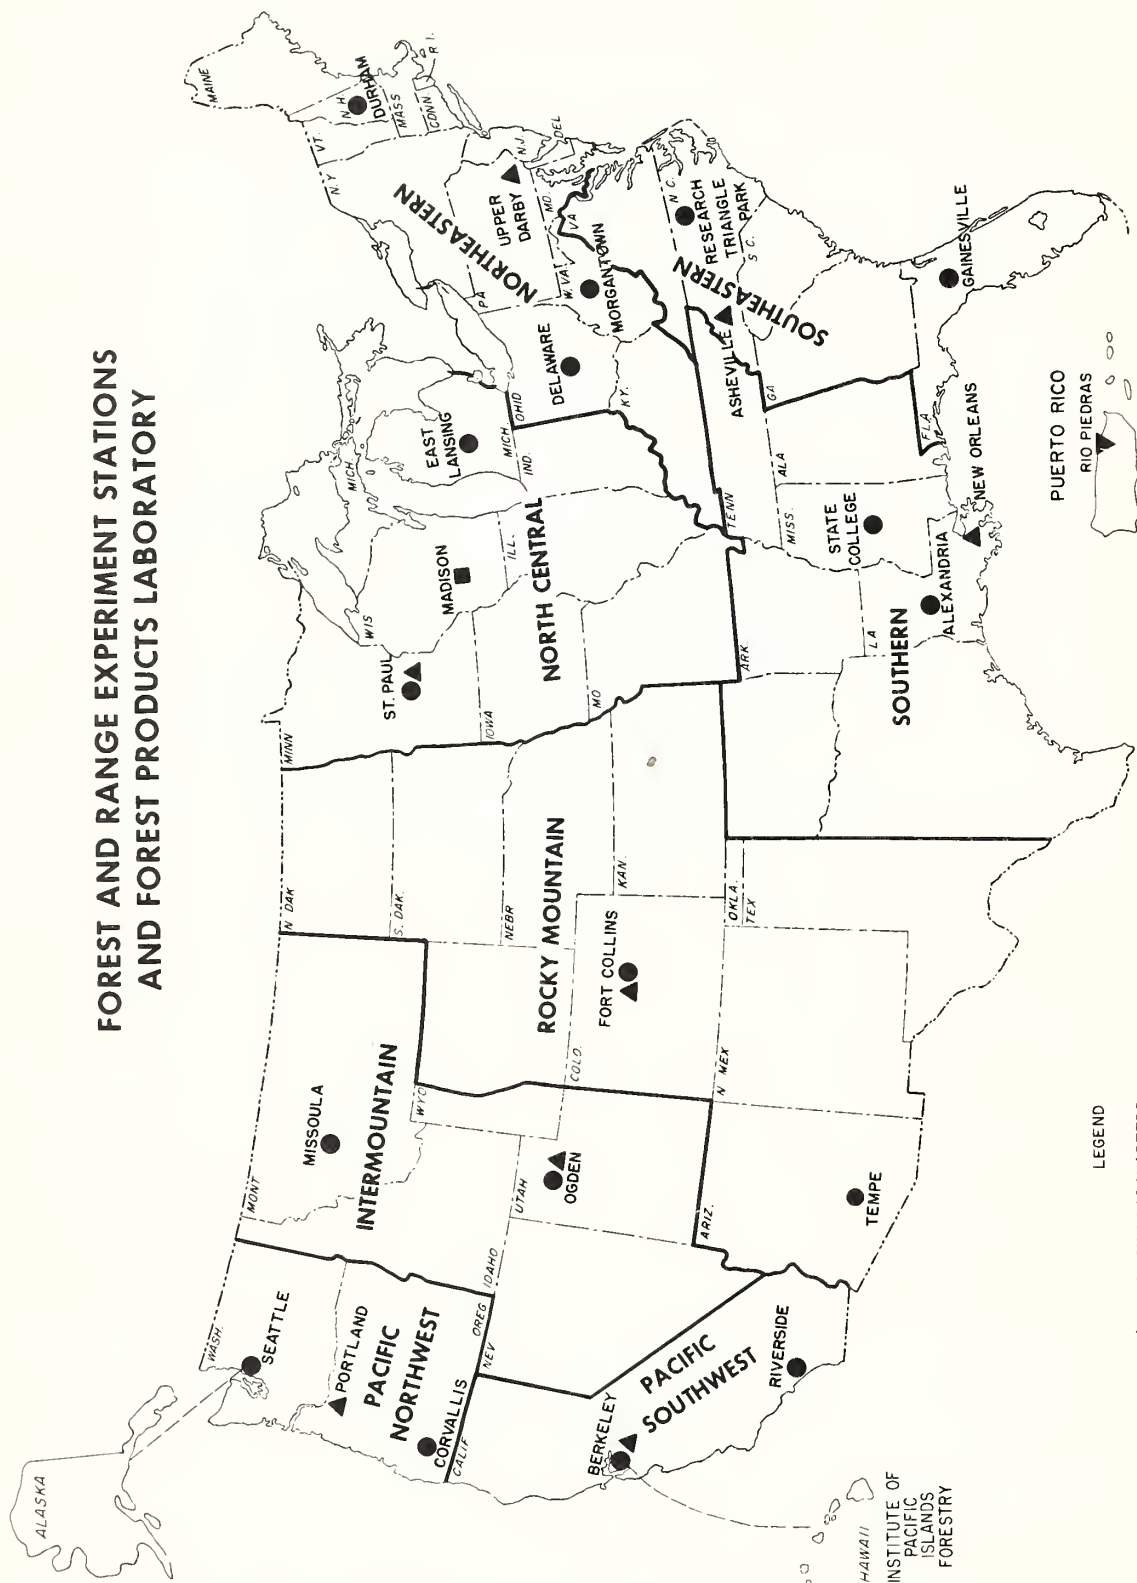 FOREST AND RANGE EXPERIMENT STATIONS
AND FOREST PRODUCTS LABORATORY
ALASKA
WASH.
SEATTLE
PORTLAND
PACIFIC
NORTHWEST
CORVALLIS
OREG
CALIF
NEV
IDAHO
MONT
MISSOULA
INTERMOUNTAIN
WYO
UTAH
OGDEN
ARIZ.
TEMPE
BERKELEY
PACIFIC
SOUTHWEST
RIVERSIDE
HAWAII
INSTITUTE OF
PACIFIC
ISLANDS
FORESTRY
N DAK
S. DAK.
NEBR
ROCKY MOUNTAIN
COLO.
FORT COLLINS
KAN.
N MEX
OKLA.
TEX
MINN
ST. PAUL
WIS
MADISON
IOWA
ILL.
NORTH CENTRAL
MO
MICH.
EAST
LANSING
MICH
IND.
OHIO
DELAWARE
KY.
ARK.
TENN
MISS.
ALA
STATE
COLLEGE
LA
SOUTHERN
ALEXANDRIA
NEW ORLEANS
FLA
MAINE
VT.
N.H.
DURHAM
MASS
CONN
R.I.
N.Y
NORTHEASTERN
PA
UPPER
DARBY
N.J.
DEL
MD.
W. VA
VA
MORGANTOWN
N C.
RESEARCH
TRIANGLE
PARK
S C.
SOUTHEASTERN
ASHEVILLE
GA
GAINESVILLE
PUERTO RICO
RIO PIEDRAS
LEGEND